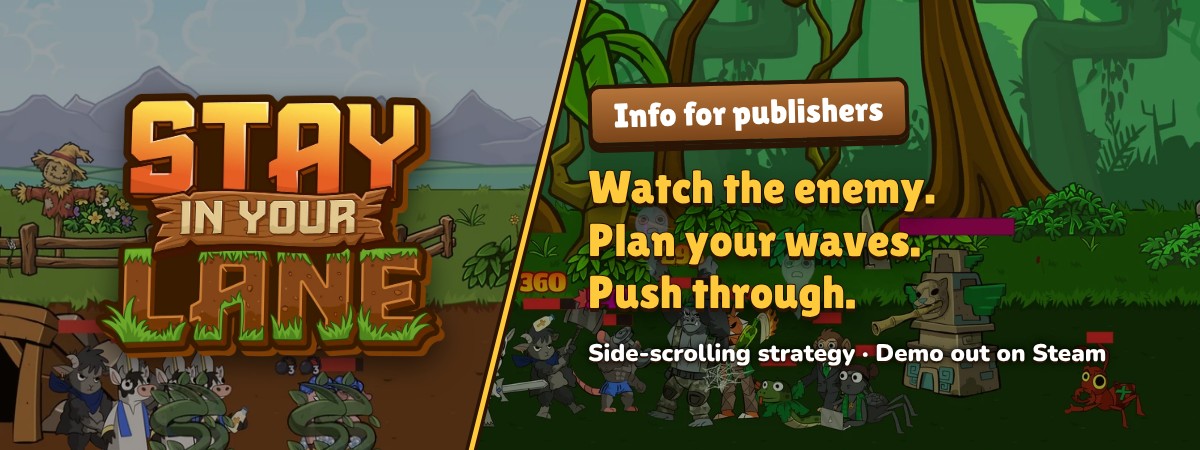 STAY
IN YOUR
LANE
Info for publishers
Watch the enemy.
Plan your waves.
Push through.
Side-scrolling strategy · Demo out on Steam
360